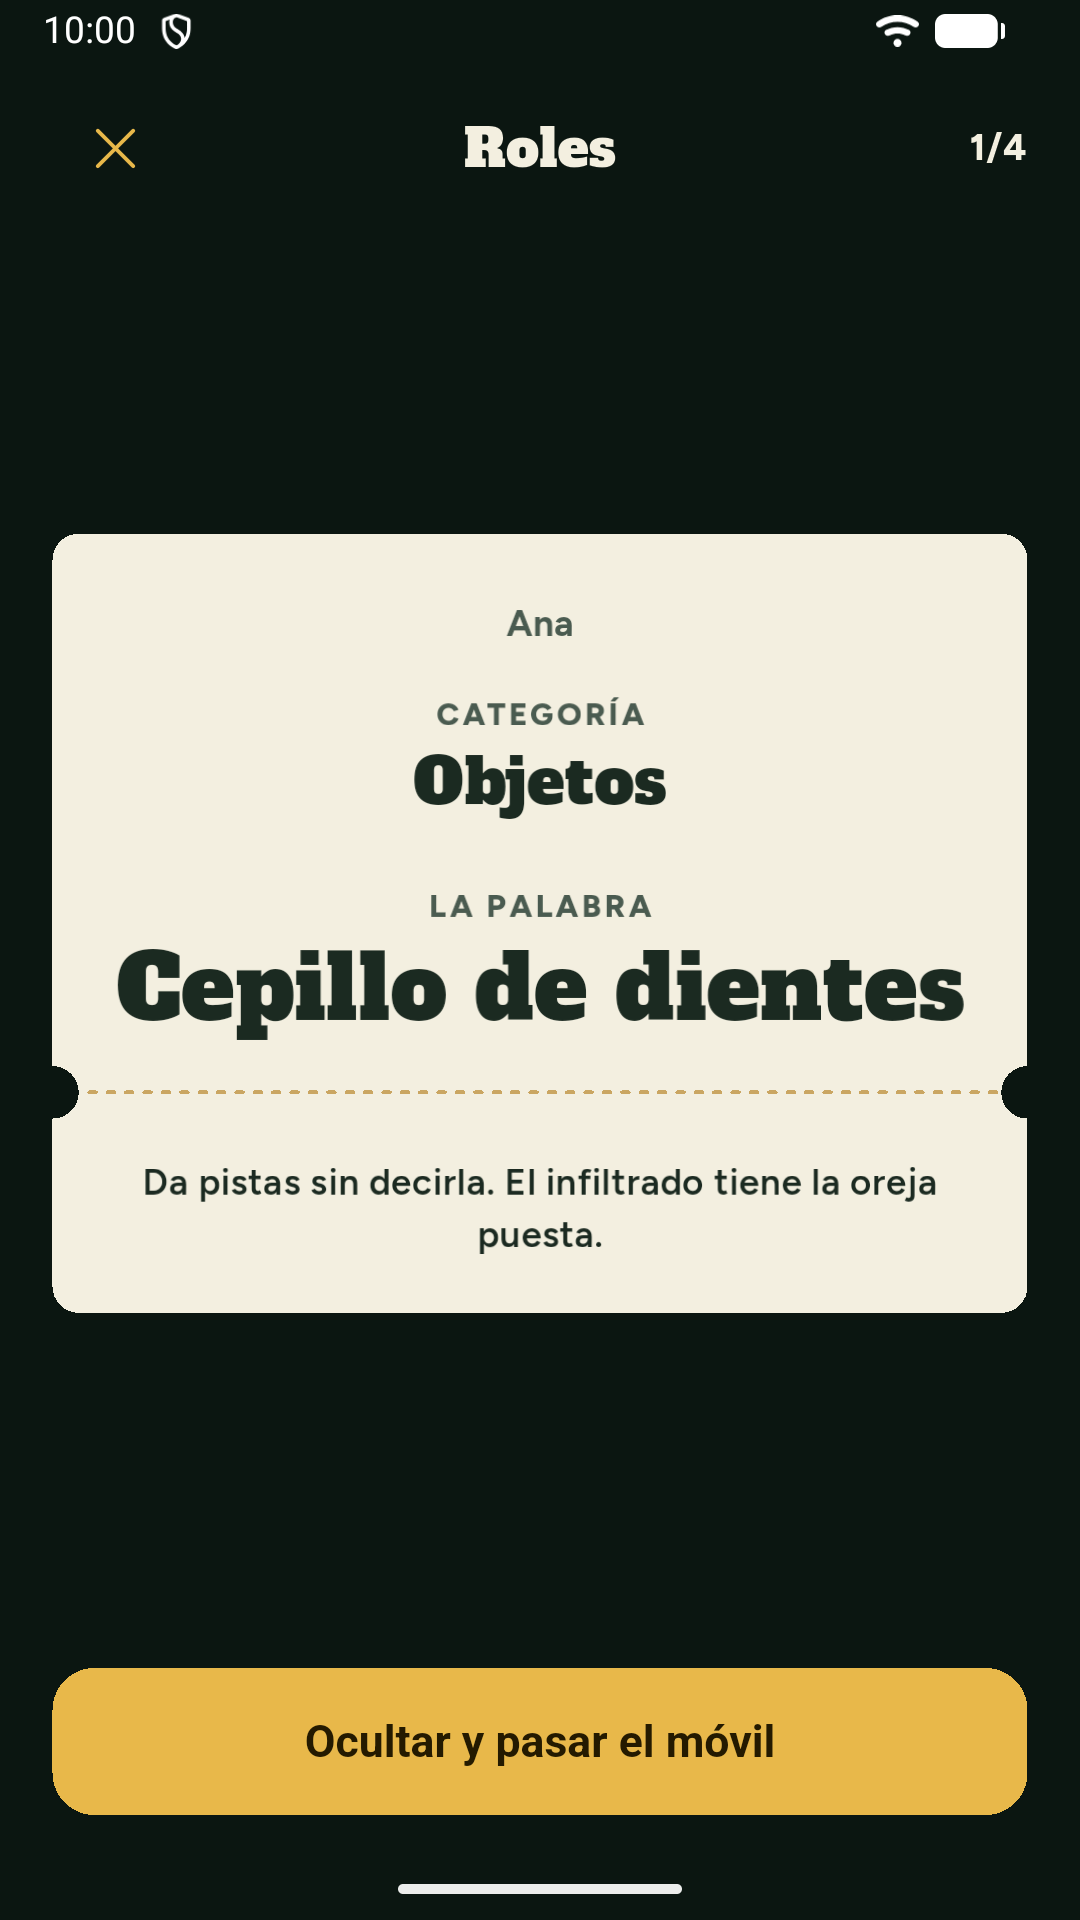 10:00
Roles
1/4
Ana
CATEGORÍA
Objetos
LA PALABRA
Cepillo de dientes
Da pistas sin decirla. El infiltrado tiene la oreja
puesta.
Ocultar y pasar el móvil